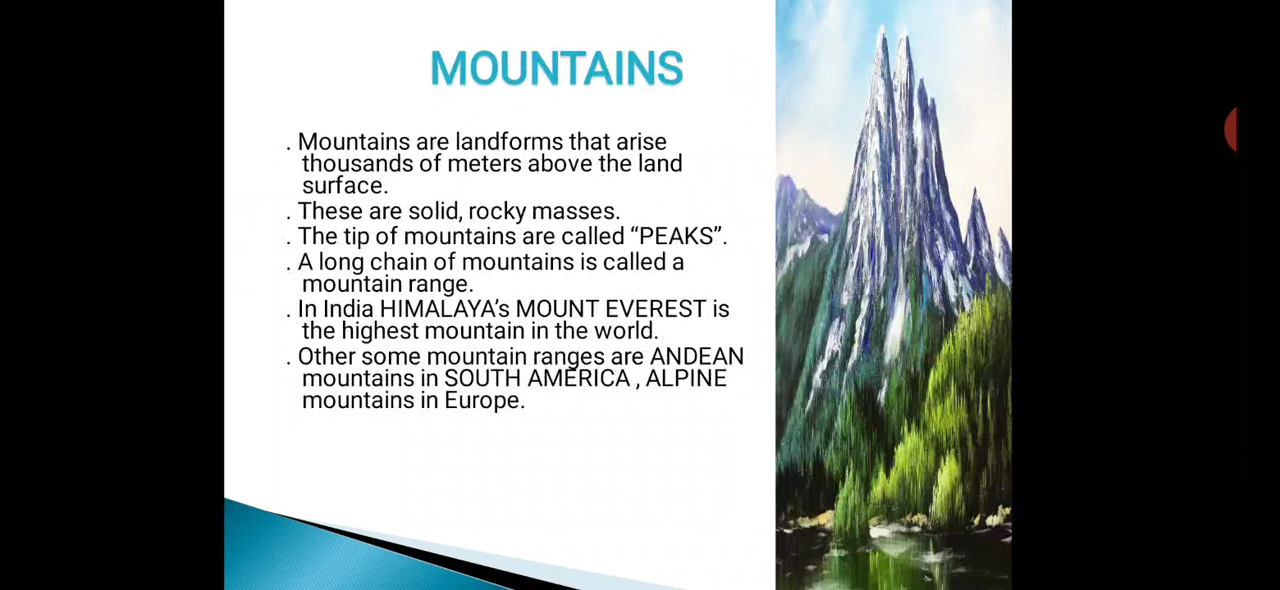 MOUNTAINS
. Mountains are landforms that arise
thousands of meters above the land
surface.
. These are solid, rocky masses.
. The tip of mountains are called “PEAKS”.
. A long chain of mountains is called a
mountain range.
. In India HIMALAYA’s MOUNT EVEREST is
the highest mountain in the world.
. Other some mountain ranges are ANDEAN
mountains in SOUTH AMERICA , ALPINE
mountains in Europe.